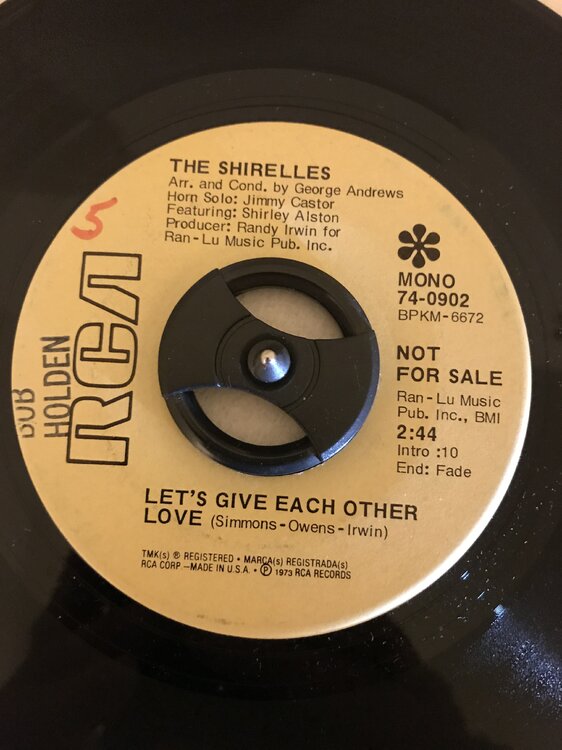 THE SHIRELLES
Arr. and Cond. by George Andrews
Horn Solo: Jimmy Castor
Featuring: Shirley Alston
Producer: Randy Irwin for
Ran-Lu Music Pub. Inc.
5
RCA
BOB
HOLDEN
MONO
74-0902
BPKM-6672
NOT
FOR SALE
Ran-Lu Music
Pub. Inc., BMI
2:44
Intro :10
End: Fade
LET'S GIVE EACH OTHER
LOVE (Simmons-Owens-Irwin)
TMK(s) ® REGISTERED • MARCA(s) REGISTRADA(s)
RCA CORP —MADE IN U.S.A. • ℗ 1973 RCA RECORDS